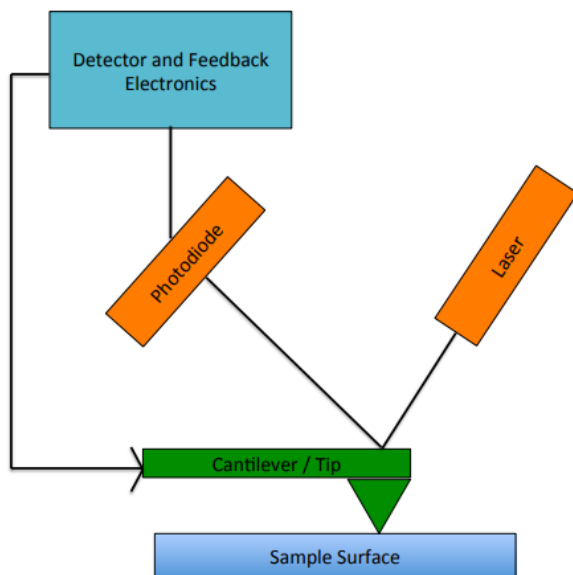 Detector and Feedback
Electronics
Photodiode
Laser
Cantilever / Tip
Sample Surface